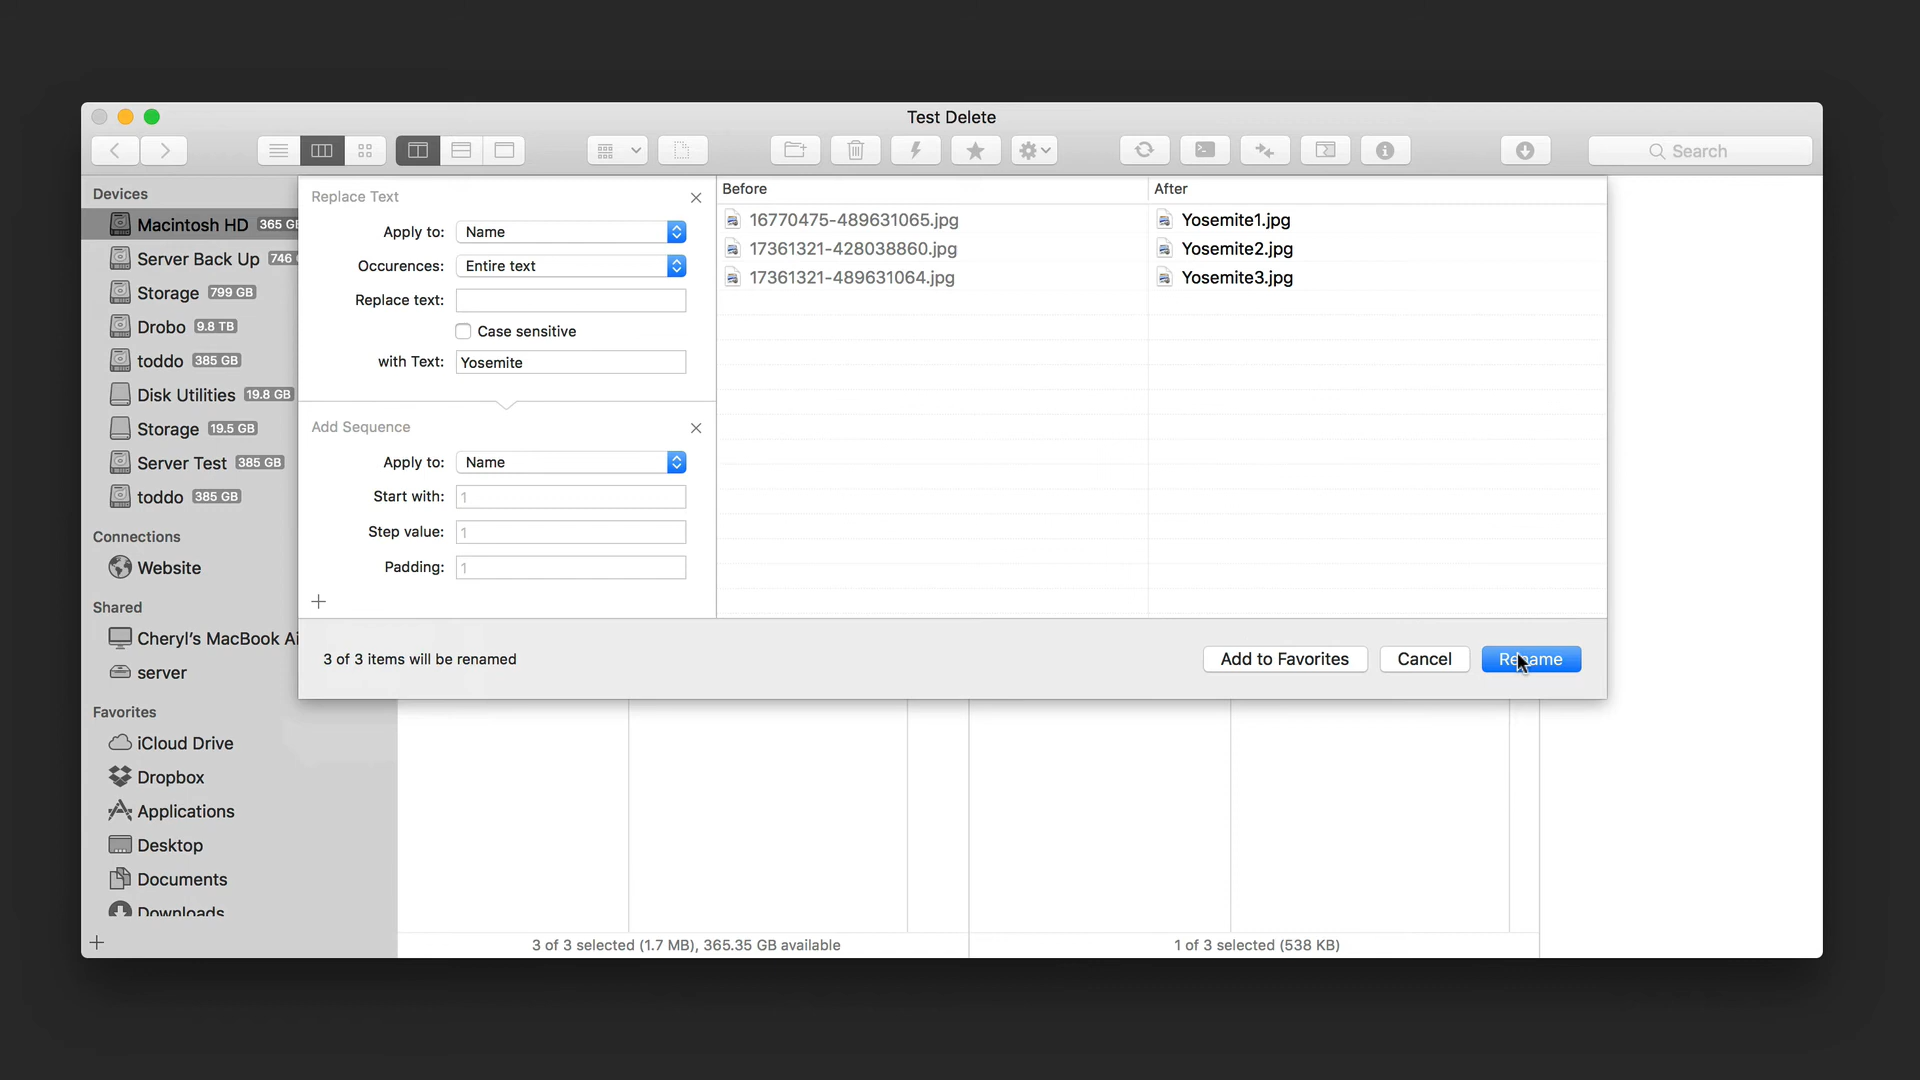 Test Delete
Search
Devices
Macintosh HD 365 GB
Server Back Up 746
Storage 799 GB
Drobo 9.8 TB
toddo 385 GB
Disk Utilities 19.8 GB
Storage 19.5 GB
Server Test 385 GB
toddo 385 GB
Connections
Website
Shared
Cheryl's MacBook Ai
server
Favorites
iCloud Drive
Dropbox
Applications
Desktop
Documents
Downloads
Replace Text
Apply to: Name
Occurences: Entire text
Replace text:
Case sensitive
with Text: Yosemite
Add Sequence
Apply to: Name
Start with: 1
Step value: 1
Padding: 1
Before
16770475-489631065.jpg
17361321-428038860.jpg
17361321-489631064.jpg
After
Yosemite1.jpg
Yosemite2.jpg
Yosemite3.jpg
3 of 3 items will be renamed
Add to Favorites
Cancel
Rename
3 of 3 selected (1.7 MB), 365.35 GB available
1 of 3 selected (538 KB)